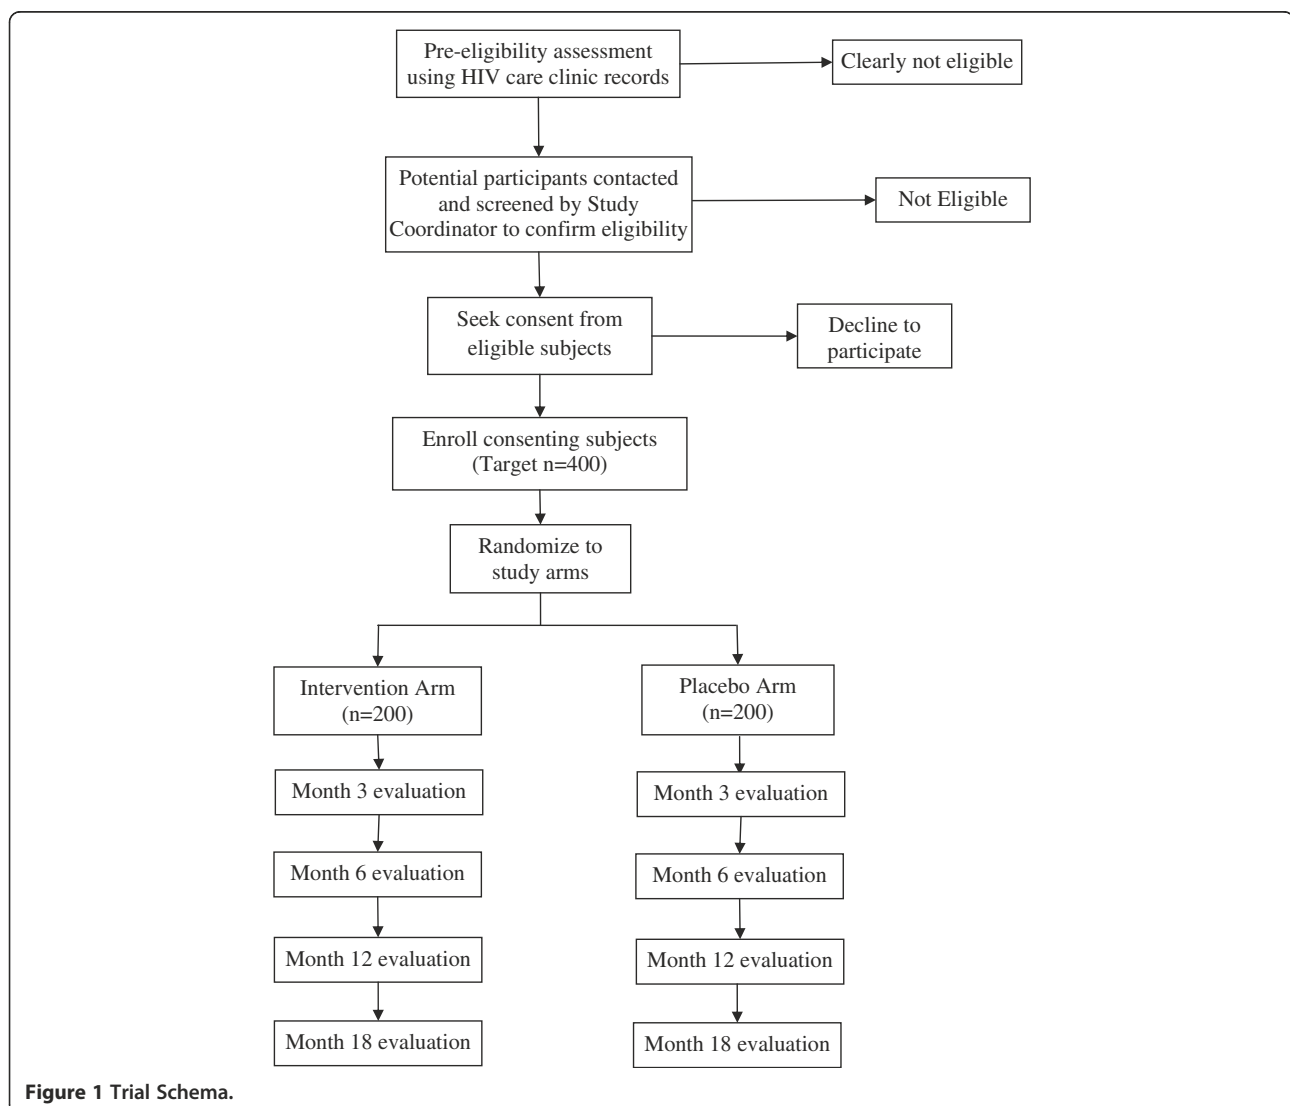 Pre-eligibility assessment
using HIV care clinic records
Clearly not eligible
Potential participants contacted
and screened by Study
Coordinator to confirm eligibility
Not Eligible
Seek consent from
eligible subjects
Decline to
participate
Enroll consenting subjects
(Target n=400)
Randomize to
study arms
Intervention Arm
(n=200)
Placebo Arm
(n=200)
Month 3 evaluation
Month 3 evaluation
Month 6 evaluation
Month 6 evaluation
Month 12 evaluation
Month 12 evaluation
Month 18 evaluation
Month 18 evaluation
Figure 1 Trial Schema.